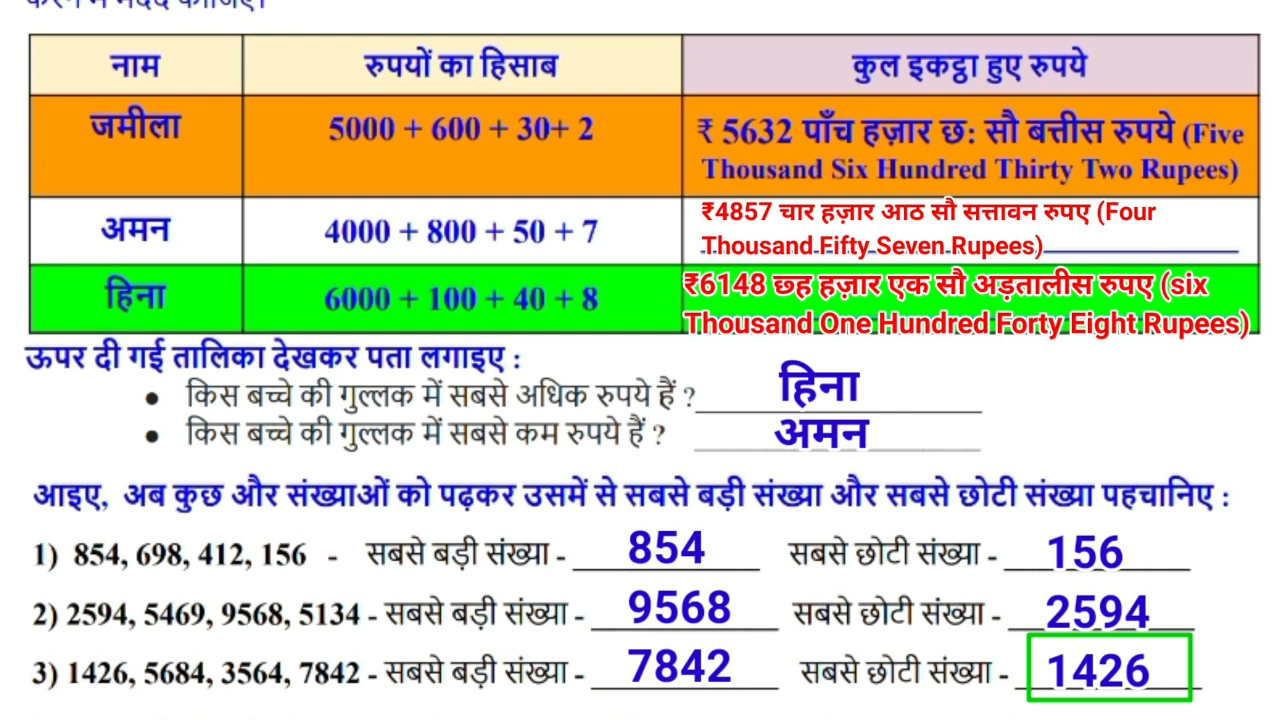 नाम रुपयों का हिसाब कुल इकट्ठा हुए रुपये
जमीला 5000 + 600 + 30+ 2 ₹ 5632 पाँच हज़ार छ: सौ बत्तीस रुपये (Five
Thousand Six Hundred Thirty Two Rupees)
अमन 4000 + 800 + 50 + 7 ₹4857 चार हज़ार आठ सौ सत्तावन रुपए (Four
Thousand Fifty Seven Rupees)
हिना 6000 + 100 + 40 + 8 ₹6148 छह हज़ार एक सौ अड़तालीस रुपए (six
Thousand One Hundred Forty Eight Rupees)
ऊपर दी गई तालिका देखकर पता लगाइए :
• किस बच्चे की गुल्लक में सबसे अधिक रुपये हैं ? हिना
• किस बच्चे की गुल्लक में सबसे कम रुपये हैं ? अमन
आइए, अब कुछ और संख्याओं को पढ़कर उसमें से सबसे बड़ी संख्या और सबसे छोटी संख्या पहचानिए :
1) 854, 698, 412, 156 - सबसे बड़ी संख्या - 854 सबसे छोटी संख्या - 156
2) 2594, 5469, 9568, 5134 - सबसे बड़ी संख्या - 9568 सबसे छोटी संख्या - 2594
3) 1426, 5684, 3564, 7842 - सबसे बड़ी संख्या - 7842 सबसे छोटी संख्या - 1426